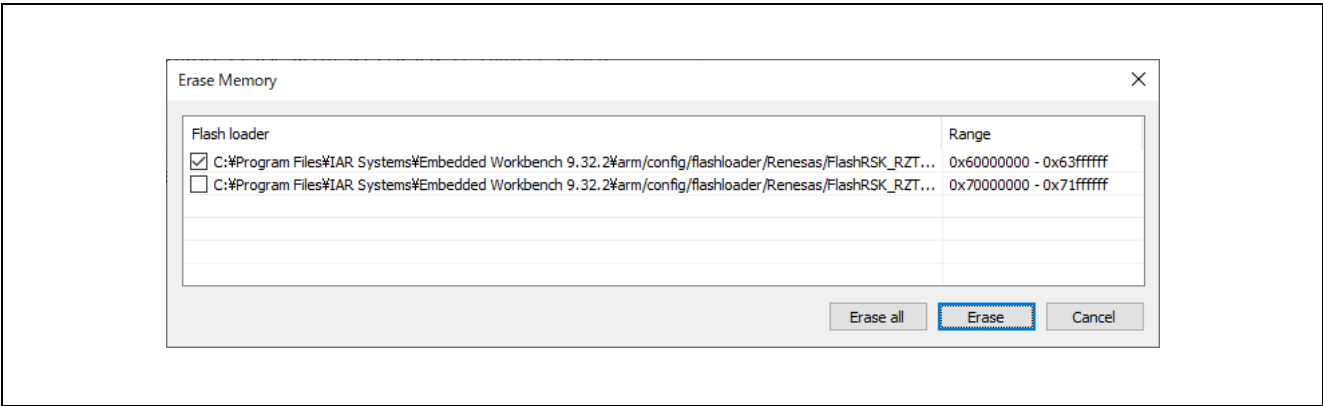 Erase Memory
Flash loader Range
C:¥Program Files¥IAR Systems¥Embedded Workbench 9.32.2¥arm/config/flashloader/Renesas/FlashRSK_RZT... 0x60000000 - 0x63ffffff
C:¥Program Files¥IAR Systems¥Embedded Workbench 9.32.2¥arm/config/flashloader/Renesas/FlashRSK_RZT... 0x70000000 - 0x71ffffff
Erase all Erase Cancel